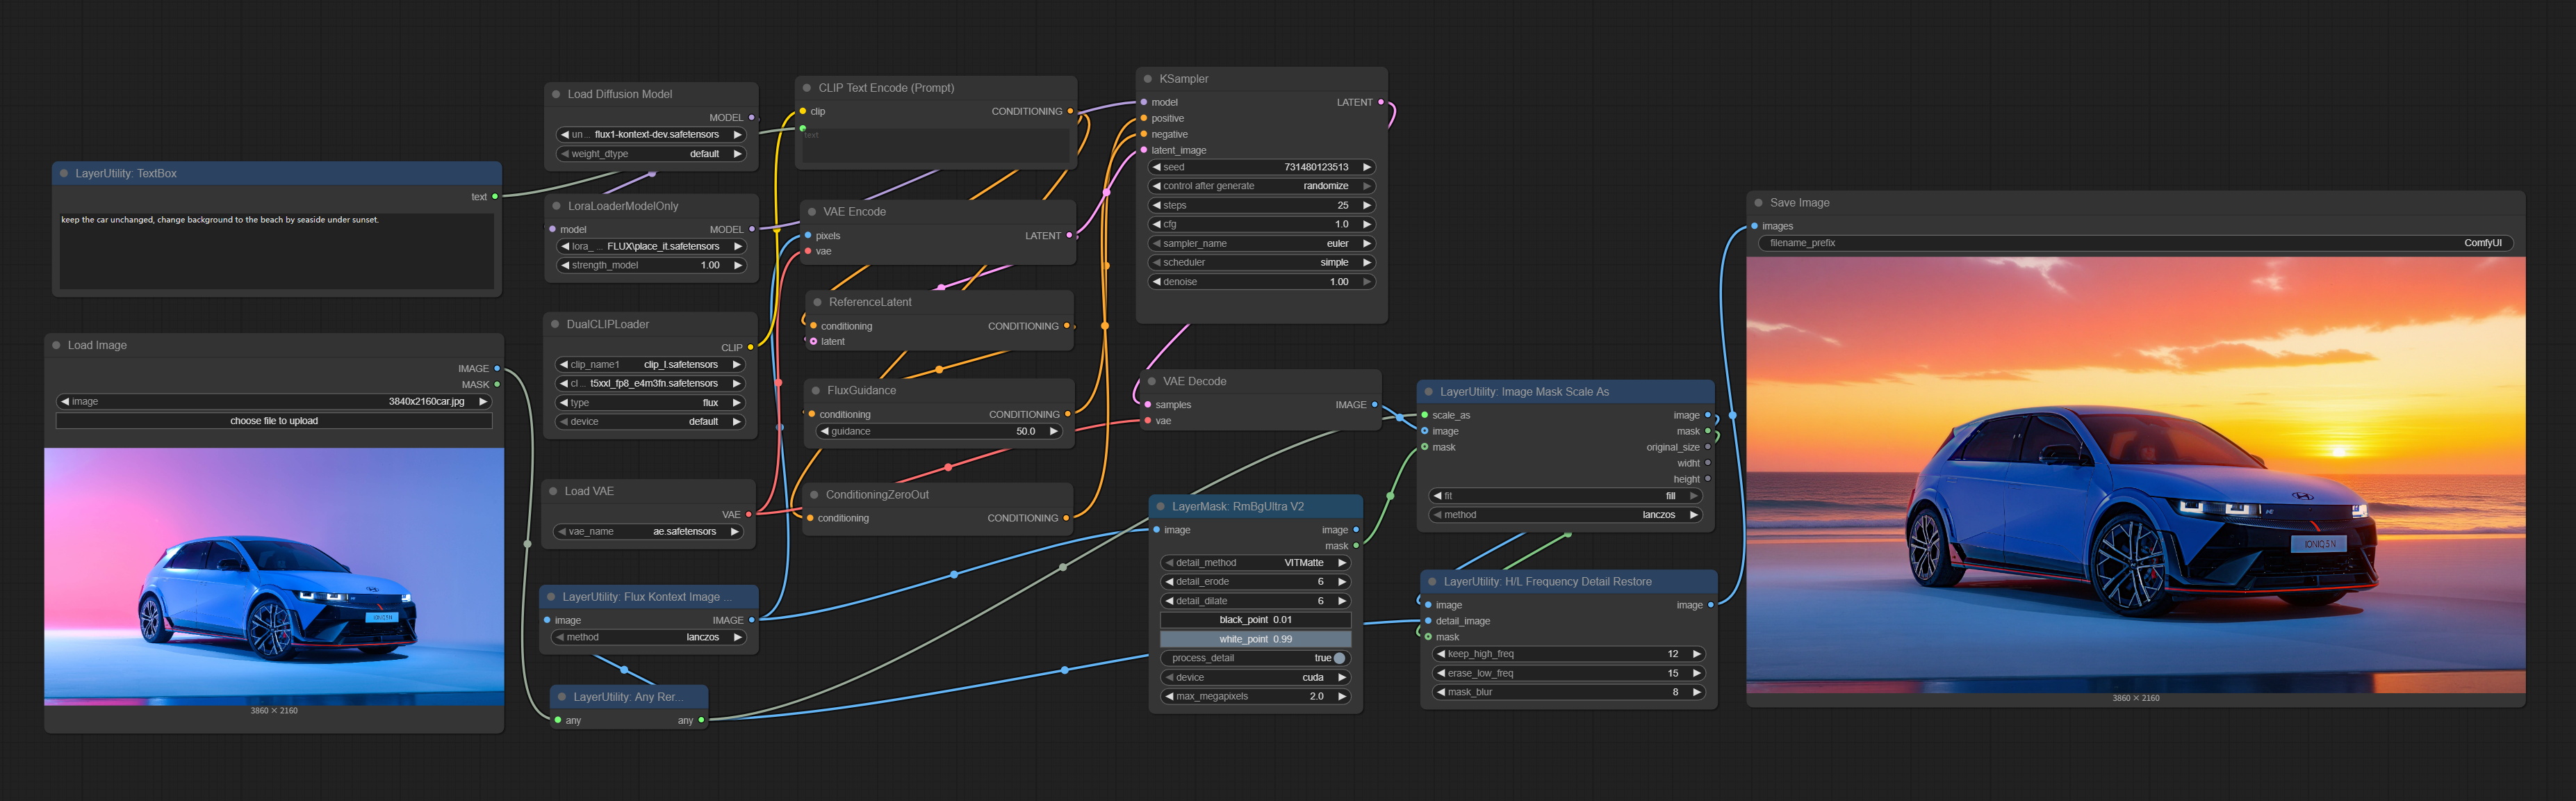 LayerUtility: TextBox
text
keep the car unchanged, change background to the beach by seaside under sunset.
Load Image
IMAGE
MASK
image 3840x2160car.jpg
choose file to upload
IONIQ 5 N
3860 × 2160
Load Diffusion Model
MODEL
un... flux1-kontext-dev.safetensors
weight_dtype default
LoraLoaderModelOnly
model MODEL
lora_ ... FLUX\place_it.safetensors
strength_model 1.00
DualCLIPLoader
CLIP
clip_name1 clip_l.safetensors
cl... t5xxl_fp8_e4m3fn.safetensors
type flux
device default
Load VAE
VAE
vae_name ae.safetensors
LayerUtility: Flux Kontext Image ...
image IMAGE
method lanczos
LayerUtility: Any Rer...
any any
CLIP Text Encode (Prompt)
clip CONDITIONING
text
VAE Encode
pixels LATENT
vae
ReferenceLatent
conditioning CONDITIONING
latent
FluxGuidance
conditioning CONDITIONING
guidance 50.0
ConditioningZeroOut
conditioning CONDITIONING
KSampler
model LATENT
positive
negative
latent_image
seed 731480123513
control after generate randomize
steps 25
cfg 1.0
sampler_name euler
scheduler simple
denoise 1.00
VAE Decode
samples IMAGE
vae
LayerMask: RmBgUltra V2
image image
mask
detail_method VITMatte
detail_erode 6
detail_dilate 6
black_point 0.01
white_point 0.99
process_detail true
device cuda
max_megapixels 2.0
LayerUtility: Image Mask Scale As
scale_as image
image mask
mask original_size
widht
height
fit fill
method lanczos
LayerUtility: H/L Frequency Detail Restore
image image
detail_image
mask
keep_high_freq 12
erase_low_freq 15
mask_blur 8
Save Image
images
filename_prefix ComfyUI
IONIQ 5 N
3860 × 2160